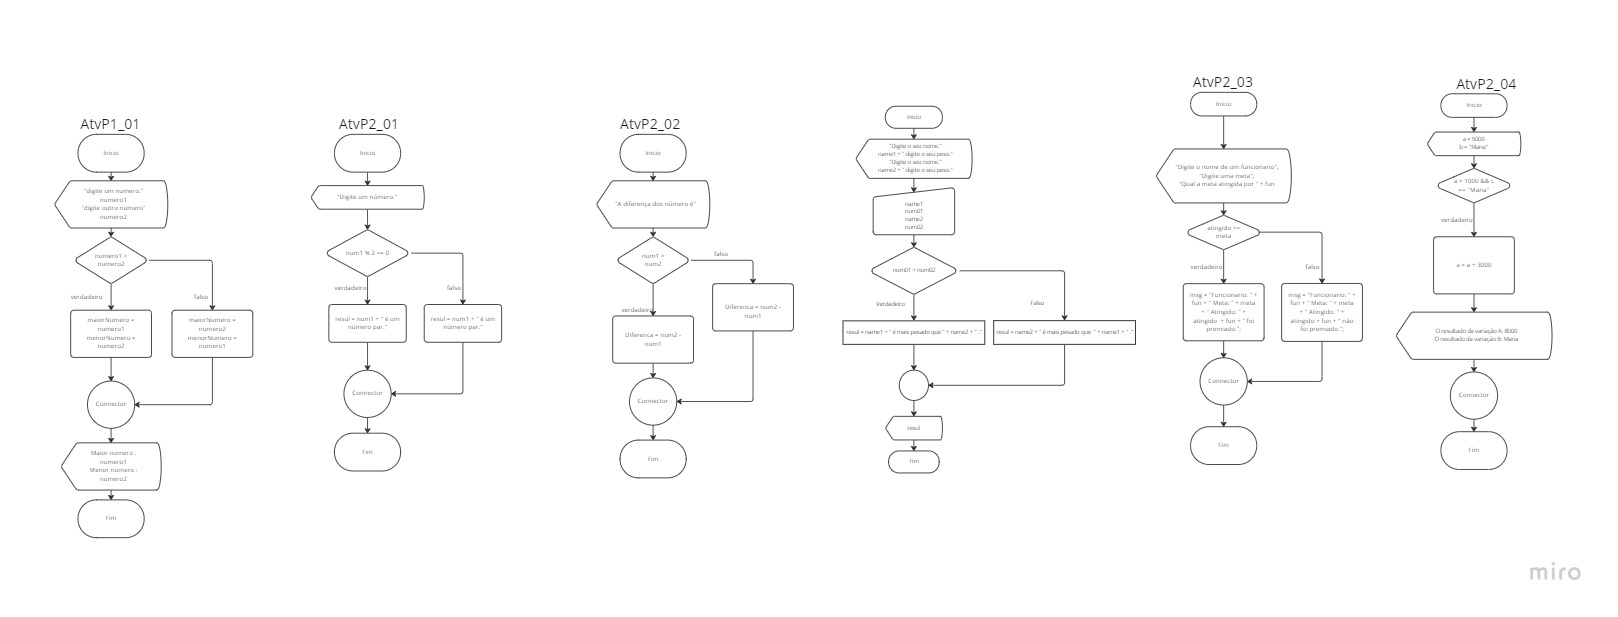 AtvP1_01
Inicio
"digite um numero."
numero1
"digite outro numero"
numero2
numero1 >
numero2
verdadeiro
falso
maiorNumero =
numero1
menorNumero =
numero2
maiorNumero =
numero2
menorNumero =
numero1
Connector
Maior numero :
numero1
Menor numero :
numero2
Fim
AtvP2_01
Inicio
"Digite um número."
num1 % 2 == 0
verdadeiro
falso
resul = num1 + " é um
número par."
resul = num1 + " é um
número par."
Connector
Fim
AtvP2_02
Inicio
"A diferença dos número é"
num1 >
num2
falso
verdadeiro
Diferenca = num2 -
num1
Diferenca = num2 -
num1
Connector
Fim
Inicio
"Digite o seu nome."
name1 + " digite o seu peso."
"Digite o seu nome."
name2 + " digite o seu peso."
name1
num01
name2
num02
num01 > num02
Verdadeiro
Falso
resul = name1 + " é mais pesado que " + name2 + "."
resul = name2 + " é mais pesado que " + name1 + "."
resul
Fim
AtvP2_03
Inicio
"Digite o nome de um funcionario",
"Digite uma meta",
"Qual a meta atingida por " + fun
atingido >=
meta
verdadeiro
falso
msg = "Funcionario: " +
fun + " Meta: " + meta
+ " Atingido: " +
atingido + fun + " foi
premiado.";
msg = "Funcionario: " +
fun + " Meta: " + meta
+ " Atigido: " +
atingido + fun + " não
foi premiado.";
Connector
Fim
AtvP2_04
Inicio
a = 5000
b = "Maria"
a > 1000 && c
== "Maria"
verdadeiro
a = a + 3000
O resultado da variação A: 8000
O resultado da variação B: Maria
Connector
Fim
miro